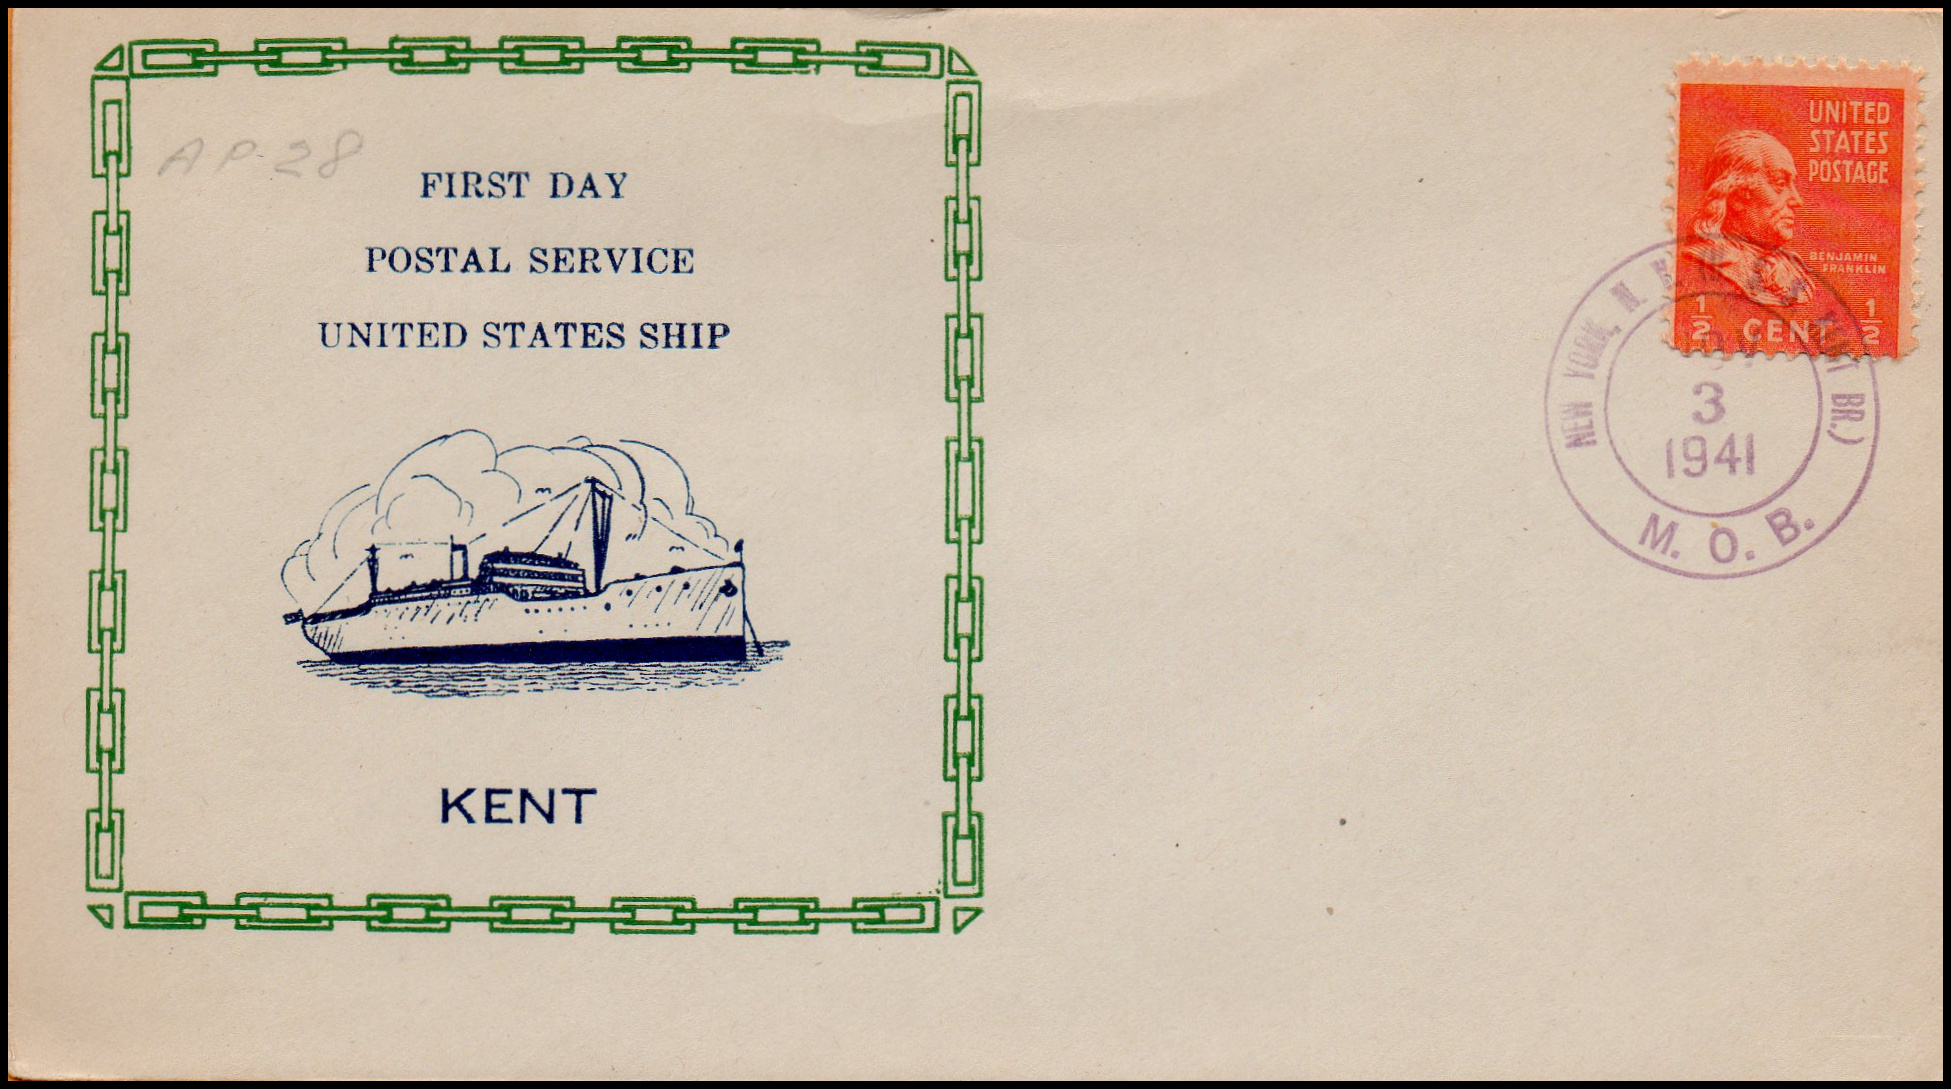 AP-28
FIRST DAY
POSTAL SERVICE
UNITED STATES SHIP
KENT
UNITED
STATES
POSTAGE
BENJAMIN
FRANKLIN
1/2 CENT 1/2
NEW YORK, N. BR.)
3
1941
M. O. B.